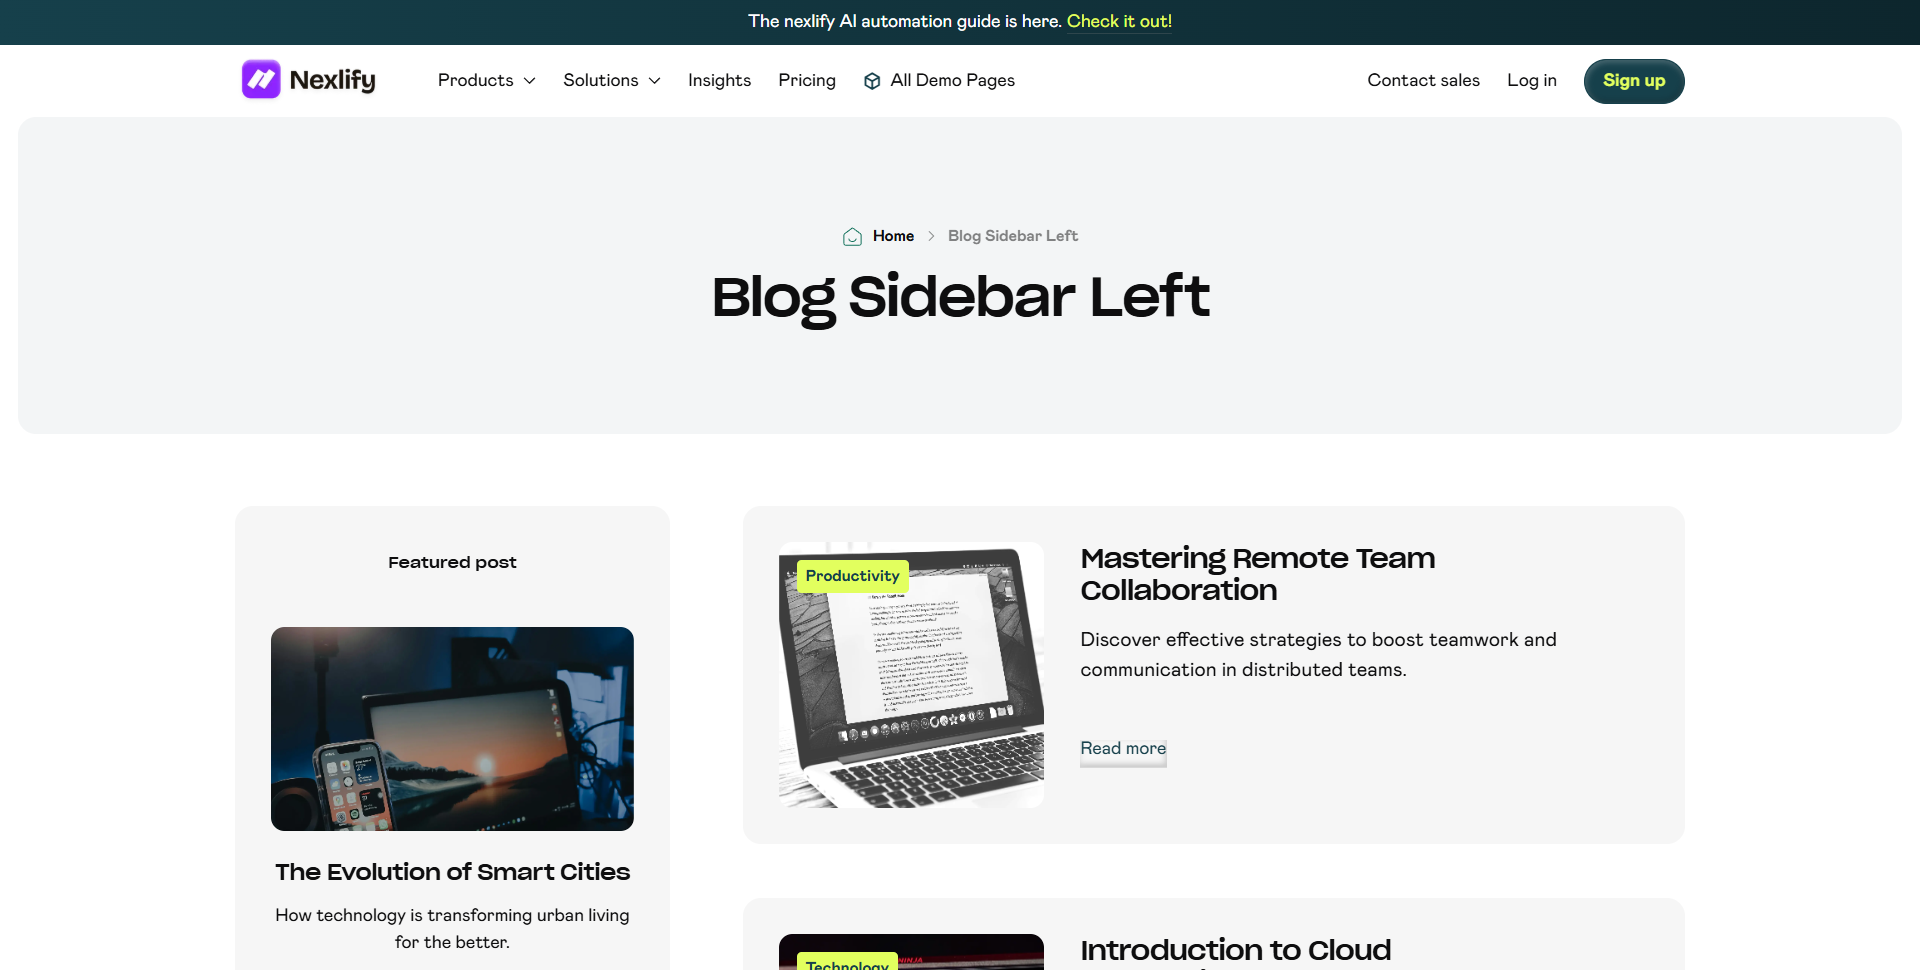 The nexlify AI automation guide is here. Check it out!
Nexlify
Products
Solutions
Insights
Pricing
All Demo Pages
Contact sales
Log in
Sign up
Home
Blog Sidebar Left
Blog Sidebar Left
Featured post
The Evolution of Smart Cities
How technology is transforming urban living
for the better.
Productivity
Mastering Remote Team
Collaboration
Discover effective strategies to boost teamwork and
communication in distributed teams.
Read more
Technology
NINJA
Introduction to Cloud